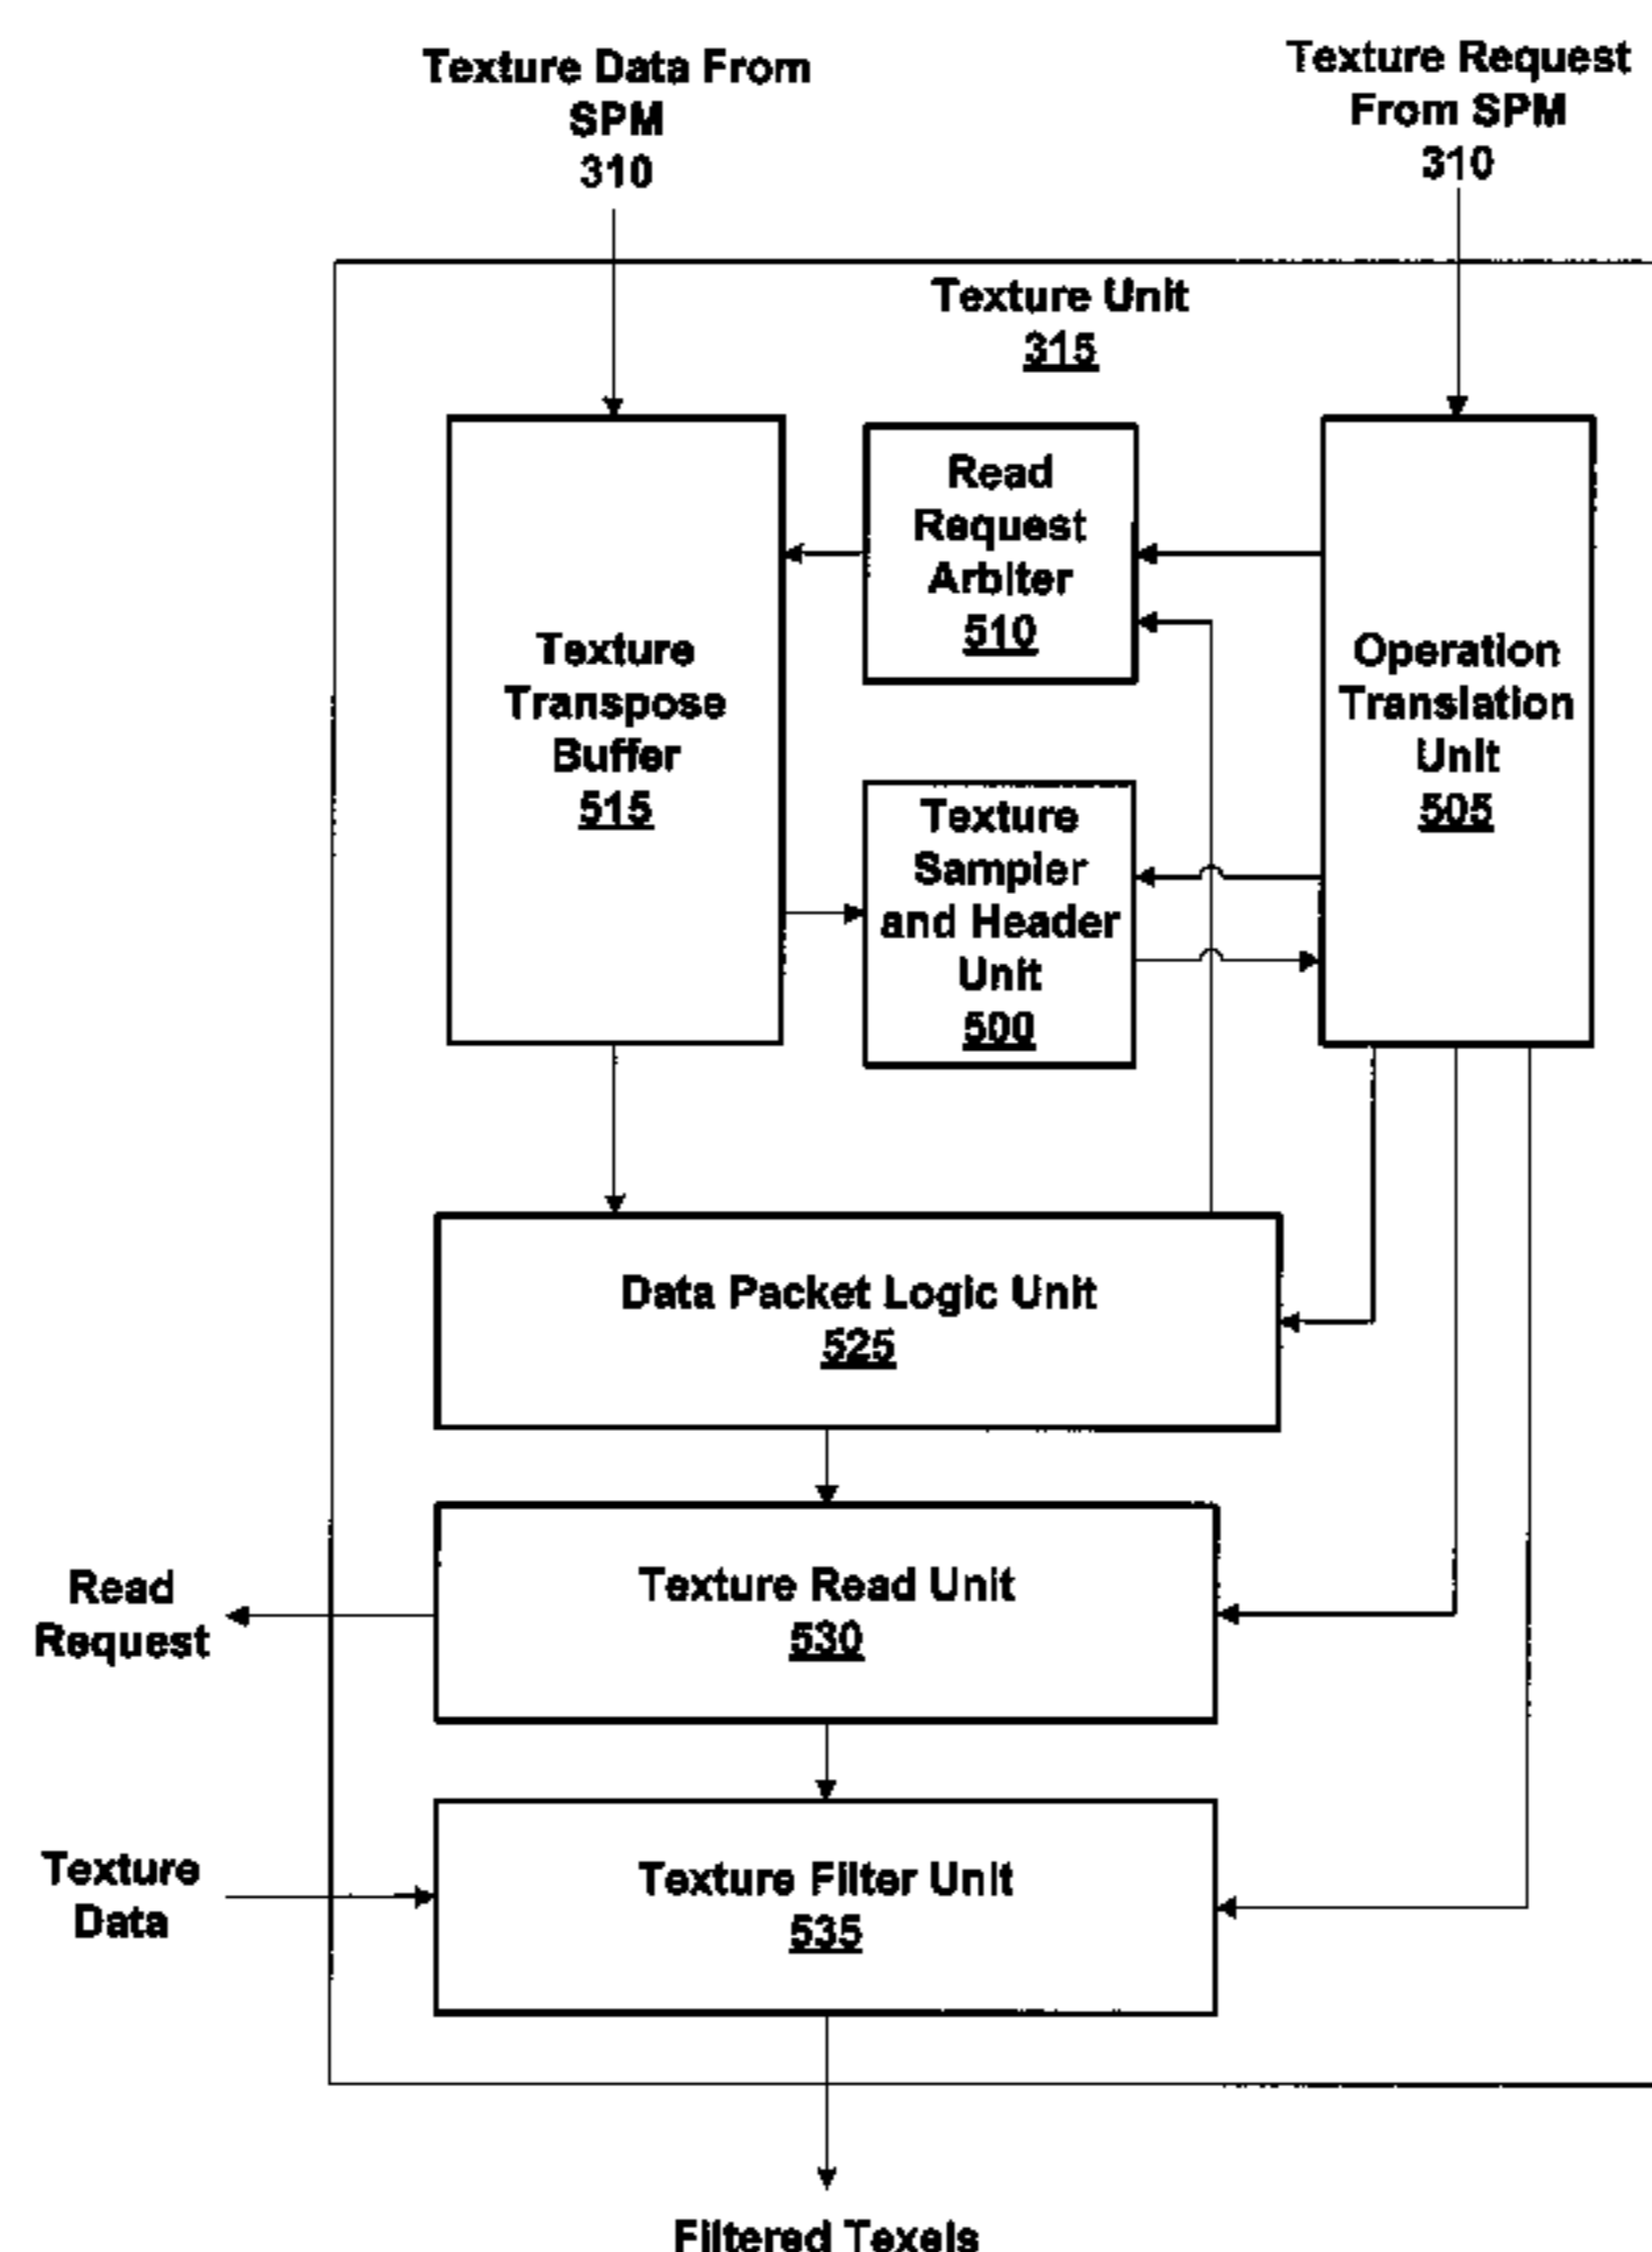 Texture Data From
SPM
310
Texture Request
From SPM
310
Texture Unit
315
Read
Request
Arbiter
510
Texture
Transpose
Buffer
515
Operation
Translation
Unit
505
Texture
Sampler
and Header
Unit
500
Data Packet Logic Unit
525
Read
Request
Texture Read Unit
530
Texture
Data
Texture Filter Unit
535
Filtered Texels